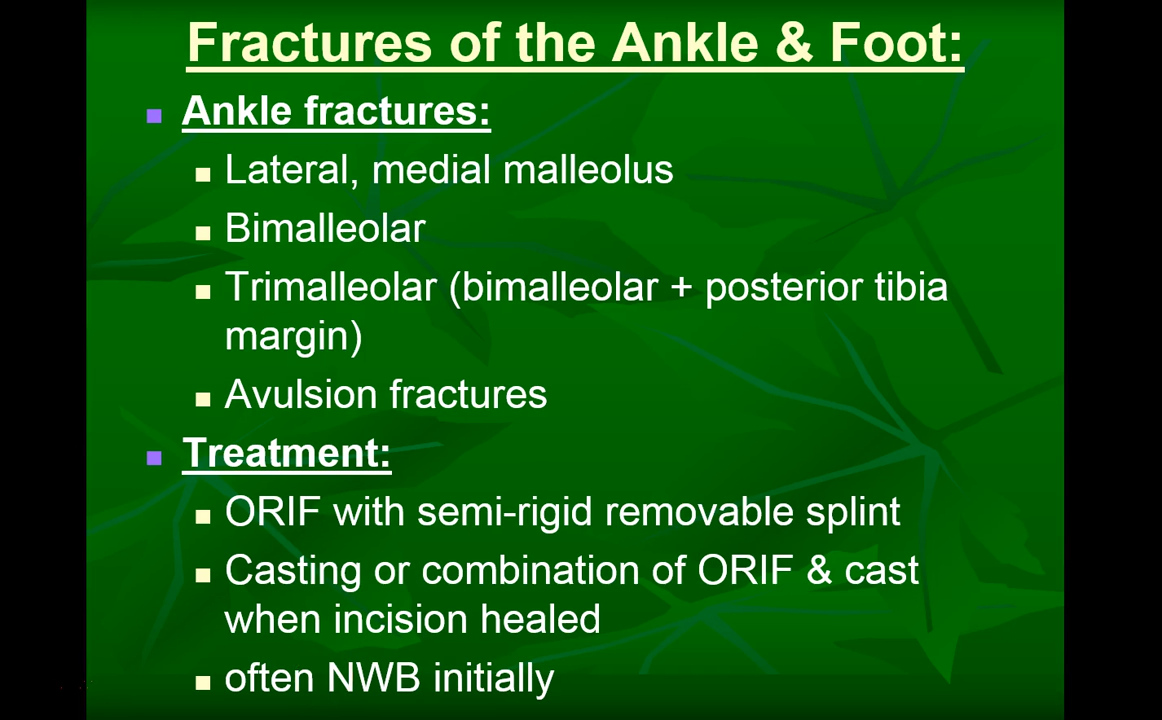 Fractures of the Ankle & Foot:
Ankle fractures:
Lateral, medial malleolus
Bimalleolar
Trimalleolar (bimalleolar + posterior tibia
margin)
Avulsion fractures
Treatment:
ORIF with semi-rigid removable splint
Casting or combination of ORIF & cast
when incision healed
often NWB initially